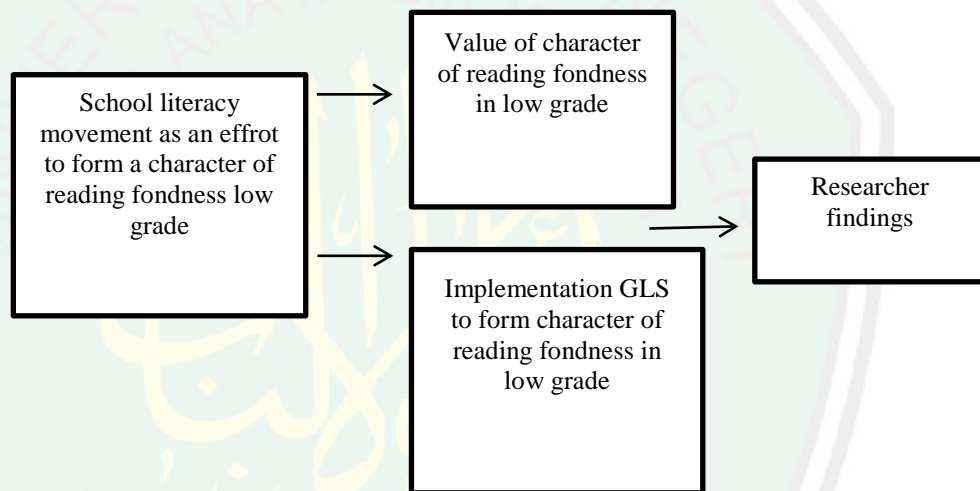 School literacy
movement as an effrot
to form a character of
reading fondness low
grade
Value of character
of reading fondness
in low grade
Implementation GLS
to form character of
reading fondness in
low grade
Researcher
findings